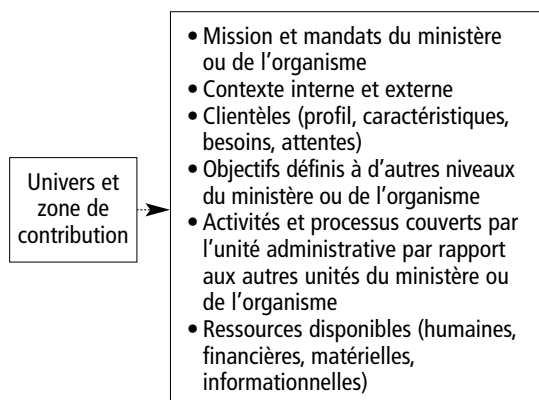 • Mission et mandats du ministère
ou de l'organisme
• Contexte interne et externe
• Clientèles (profil, caractéristiques,
besoins, attentes)
• Objectifs définis à d'autres niveaux
du ministère ou de l'organisme
• Activités et processus couverts par
l'unité administrative par rapport
aux autres unités du ministère ou
de l'organisme
• Ressources disponibles (humaines,
financières, matérielles,
informationnelles)
Univers et
zone de
contribution